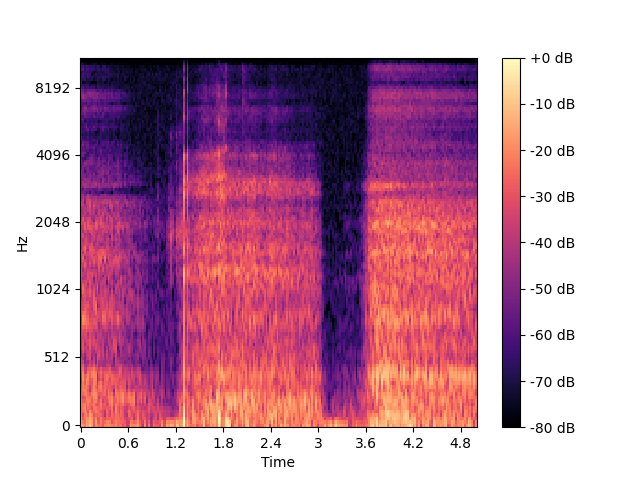 +0 dB
8192
-10 dB
4096
-20 dB
-30 dB
2048
-40 dB
Hz
1024
-50 dB
-60 dB
512
-70 dB
0
-80 dB
0 0.6 1.2 1.8 2.4 3 3.6 4.2 4.8
Time